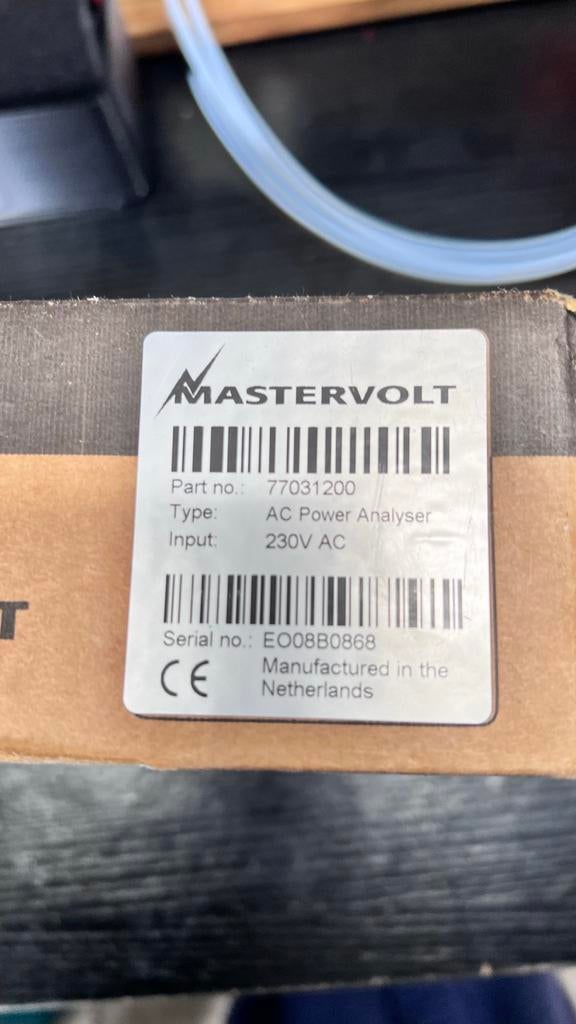 MASTERVOLT
Part no.: 77031200
Type: AC Power Analyser
Input: 230V AC
Serial no.: EO08B0868
CE Manufactured in the
Netherlands
T